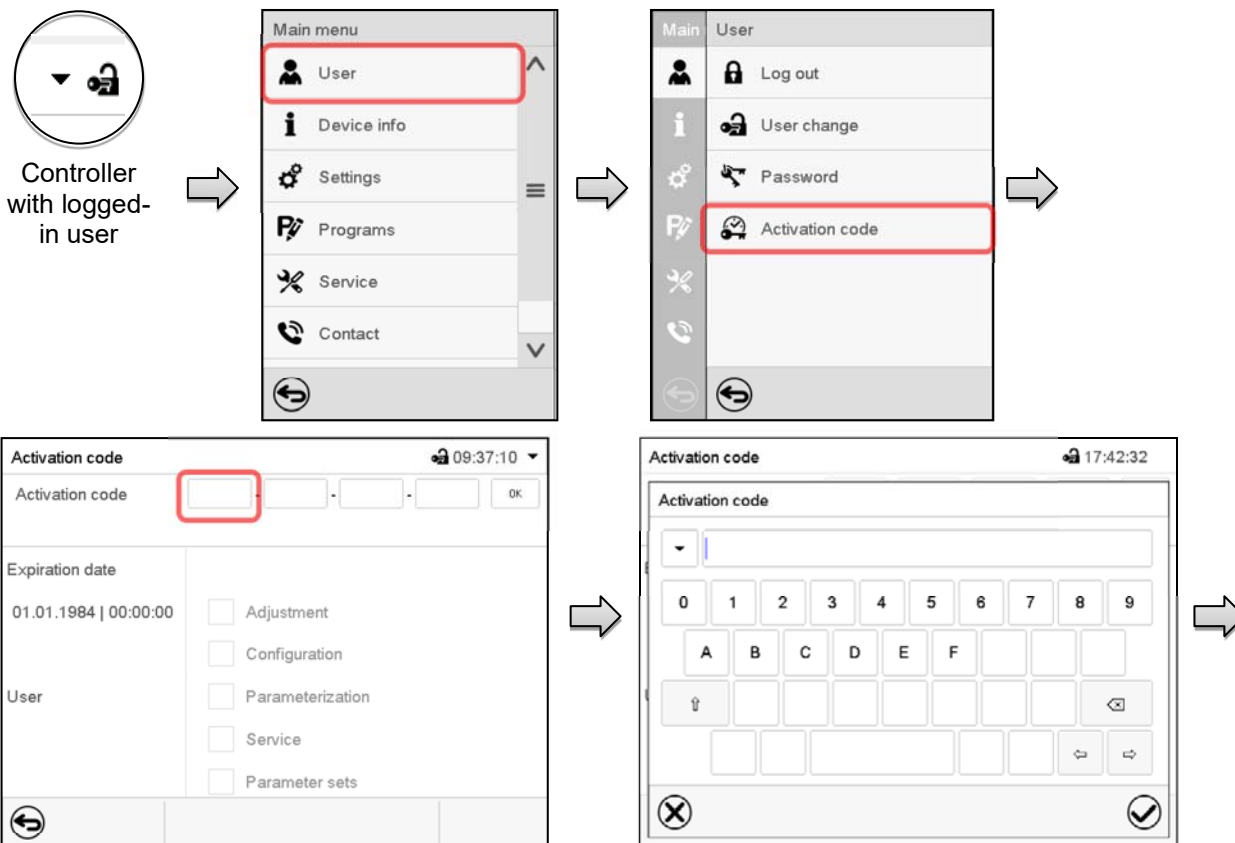 Controller
with logged-
in user
Main menu
User
Device info
Settings
Programs
Service
Contact
Main User
Log out
User change
Password
Activation code
Activation code 09:37:10
Activation code - - - OK
Expiration date
01.01.1984 | 00:00:00 Adjustment
Configuration
User Parameterization
Service
Parameter sets
Activation code 17:42:32
Activation code
0 1 2 3 4 5 6 7 8 9
A B C D E F